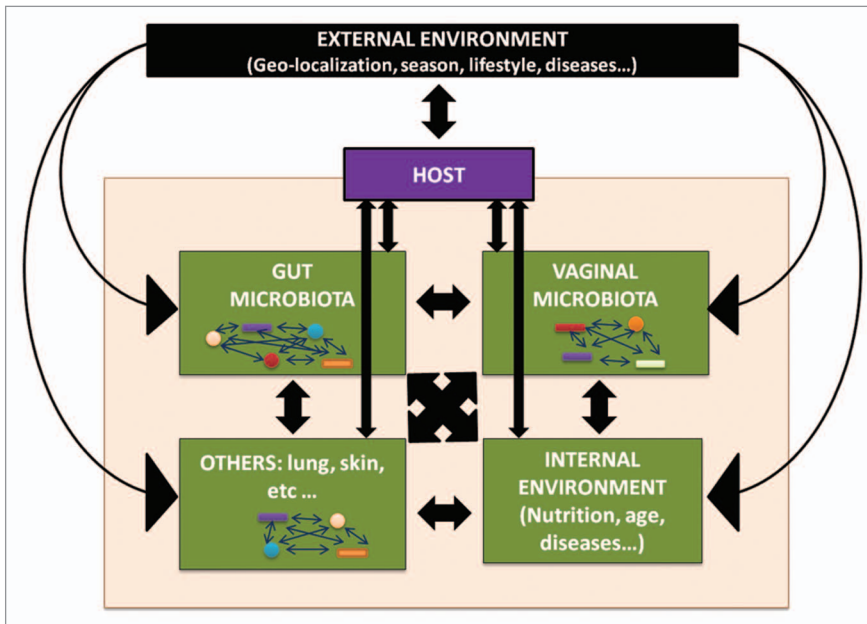 EXTERNAL ENVIRONMENT
(Geo-localization, season, lifestyle, diseases...)
HOST
GUT
MICROBIOTA
VAGINAL
MICROBIOTA
OTHERS: lung, skin,
etc ...
INTERNAL
ENVIRONMENT
(Nutrition, age,
diseases...)